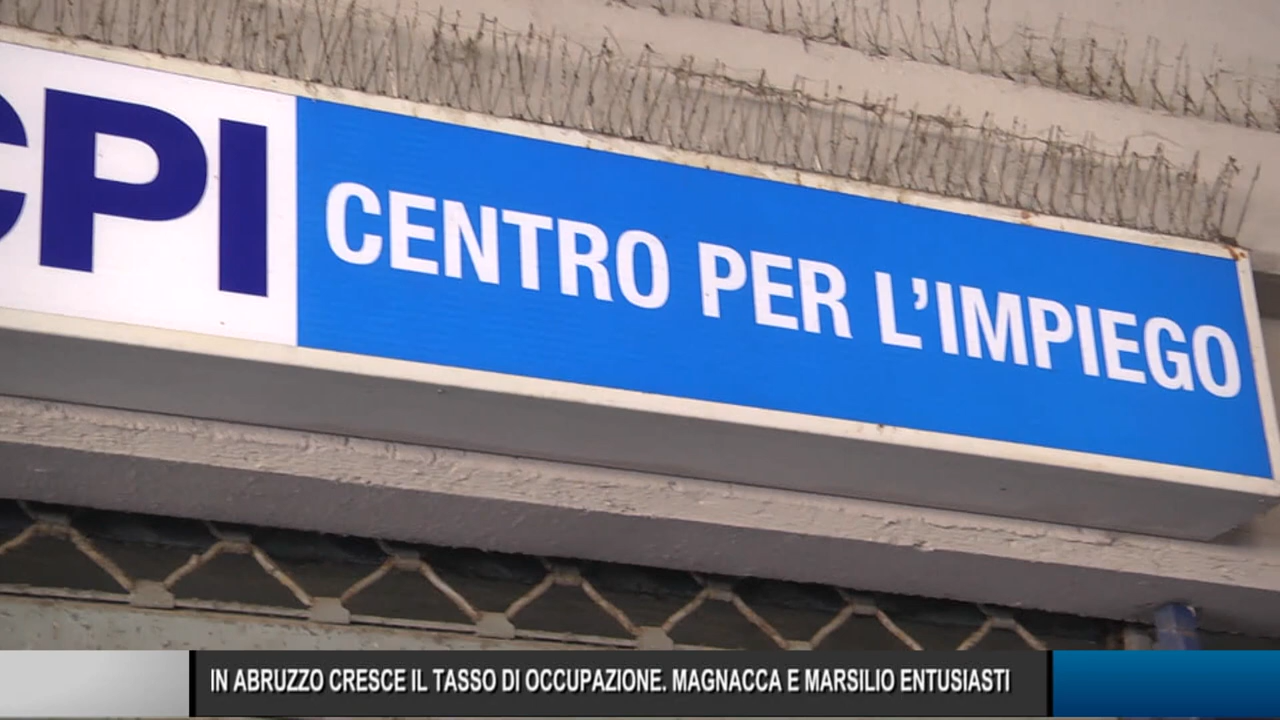 CPI CENTRO PER L'IMPIEGO
IN ABRUZZO CRESCE IL TASSO DI OCCUPAZIONE. MAGNACCA E MARSILIO ENTUSIASTI